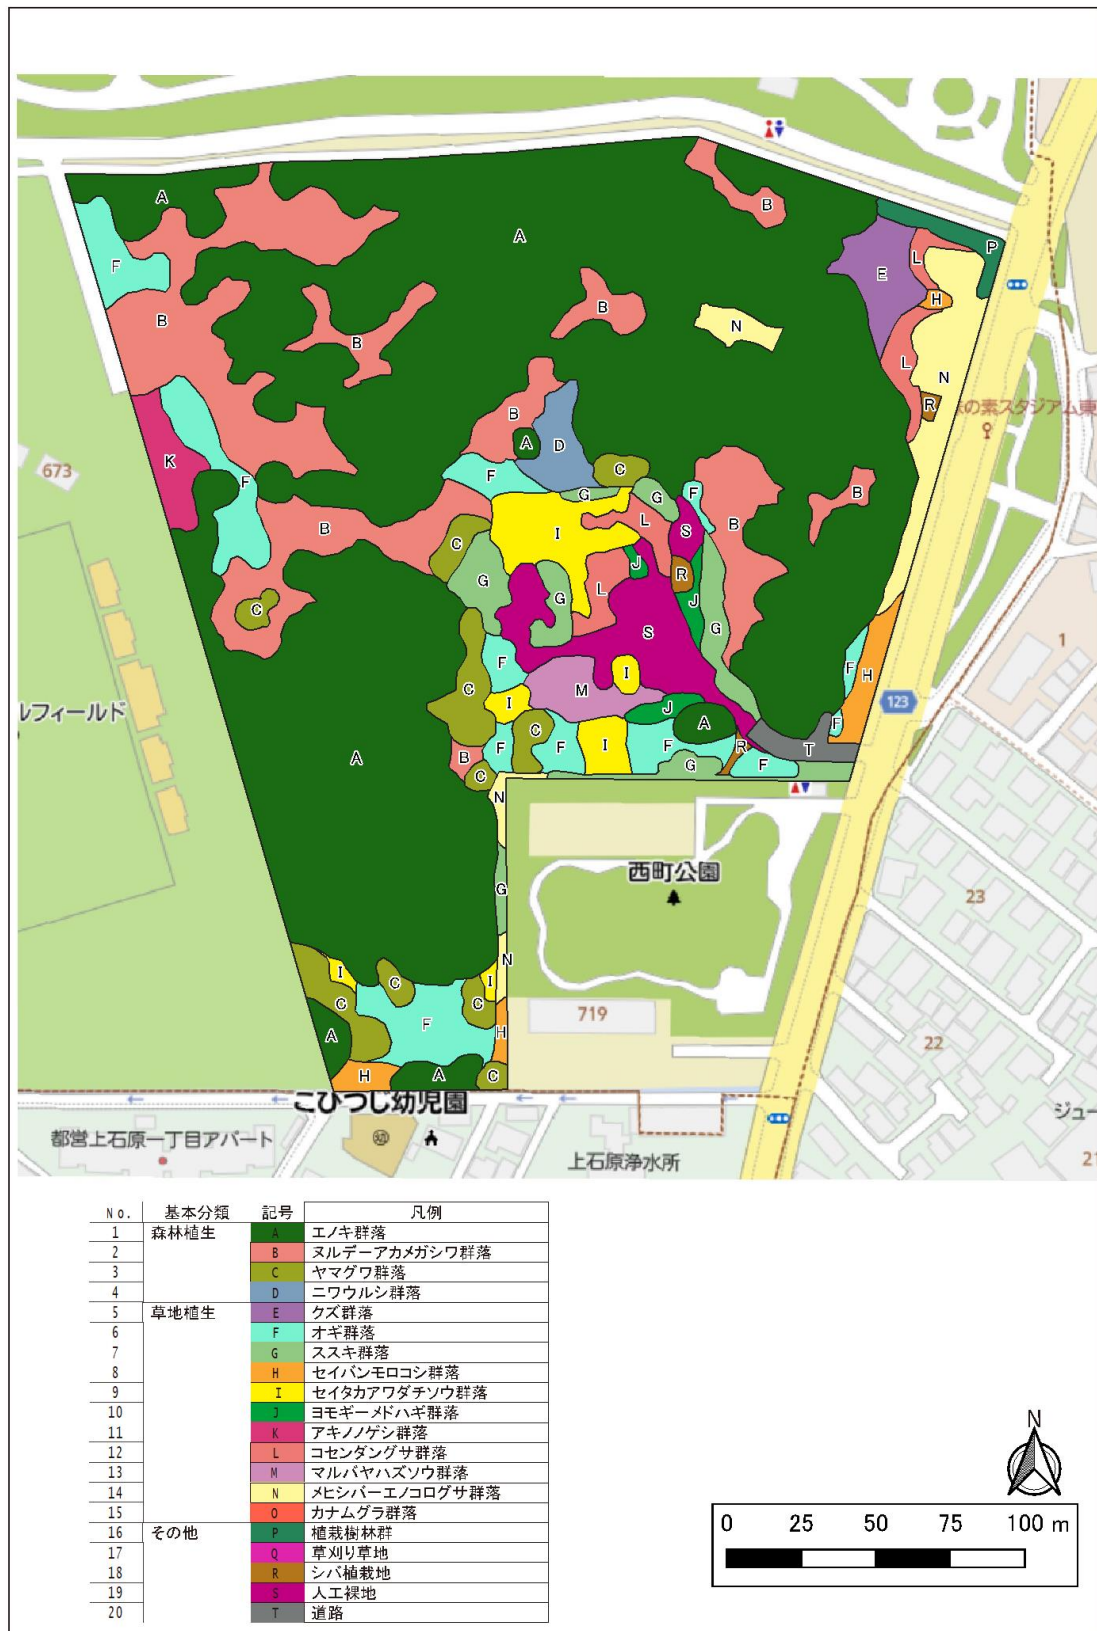 A
B
A
P
F
L
E
B
H
B
B
N
B
L
N
R
味の素スタジアム東
B
A
D
K
673
F
C
F
G
G
F
B
B
B
I
L
S
C
J
R
G
G
L
J
C
S
G
1
F
F
H
C
I
M
I
J
123
ルフィールド
A
C
F
F
I
F
A
R
T
F
B
C
G
F
N
西町公園
G
23
N
I
C
I
C
C
F
719
A
H
22
H
A
C
こひつじ幼児園
都営上石原一丁目アパート
幼
上石原浄水所
ジュー
21
No. 基本分類 記号 凡例
1 森林植生 A エノキ群落
2 B ヌルデーアカメガシワ群落
3 C ヤマグワ群落
4 D ニワウルシ群落
5 草地植生 E クズ群落
6 F オギ群落
7 G ススキ群落
8 H セイバンモロコシ群落
9 I セイタカアワダチソウ群落
10 J ヨモギーメドハギ群落
11 K アキノノゲシ群落
12 L コセンダングサ群落
13 M マルバヤハズソウ群落
14 N メヒシバーエノコログサ群落
15 O カナムグラ群落
16 その他 P 植栽樹林群
17 Q 草刈り草地
18 R シバ植栽地
19 S 人工裸地
20 T 道路
N
0 25 50 75 100 m